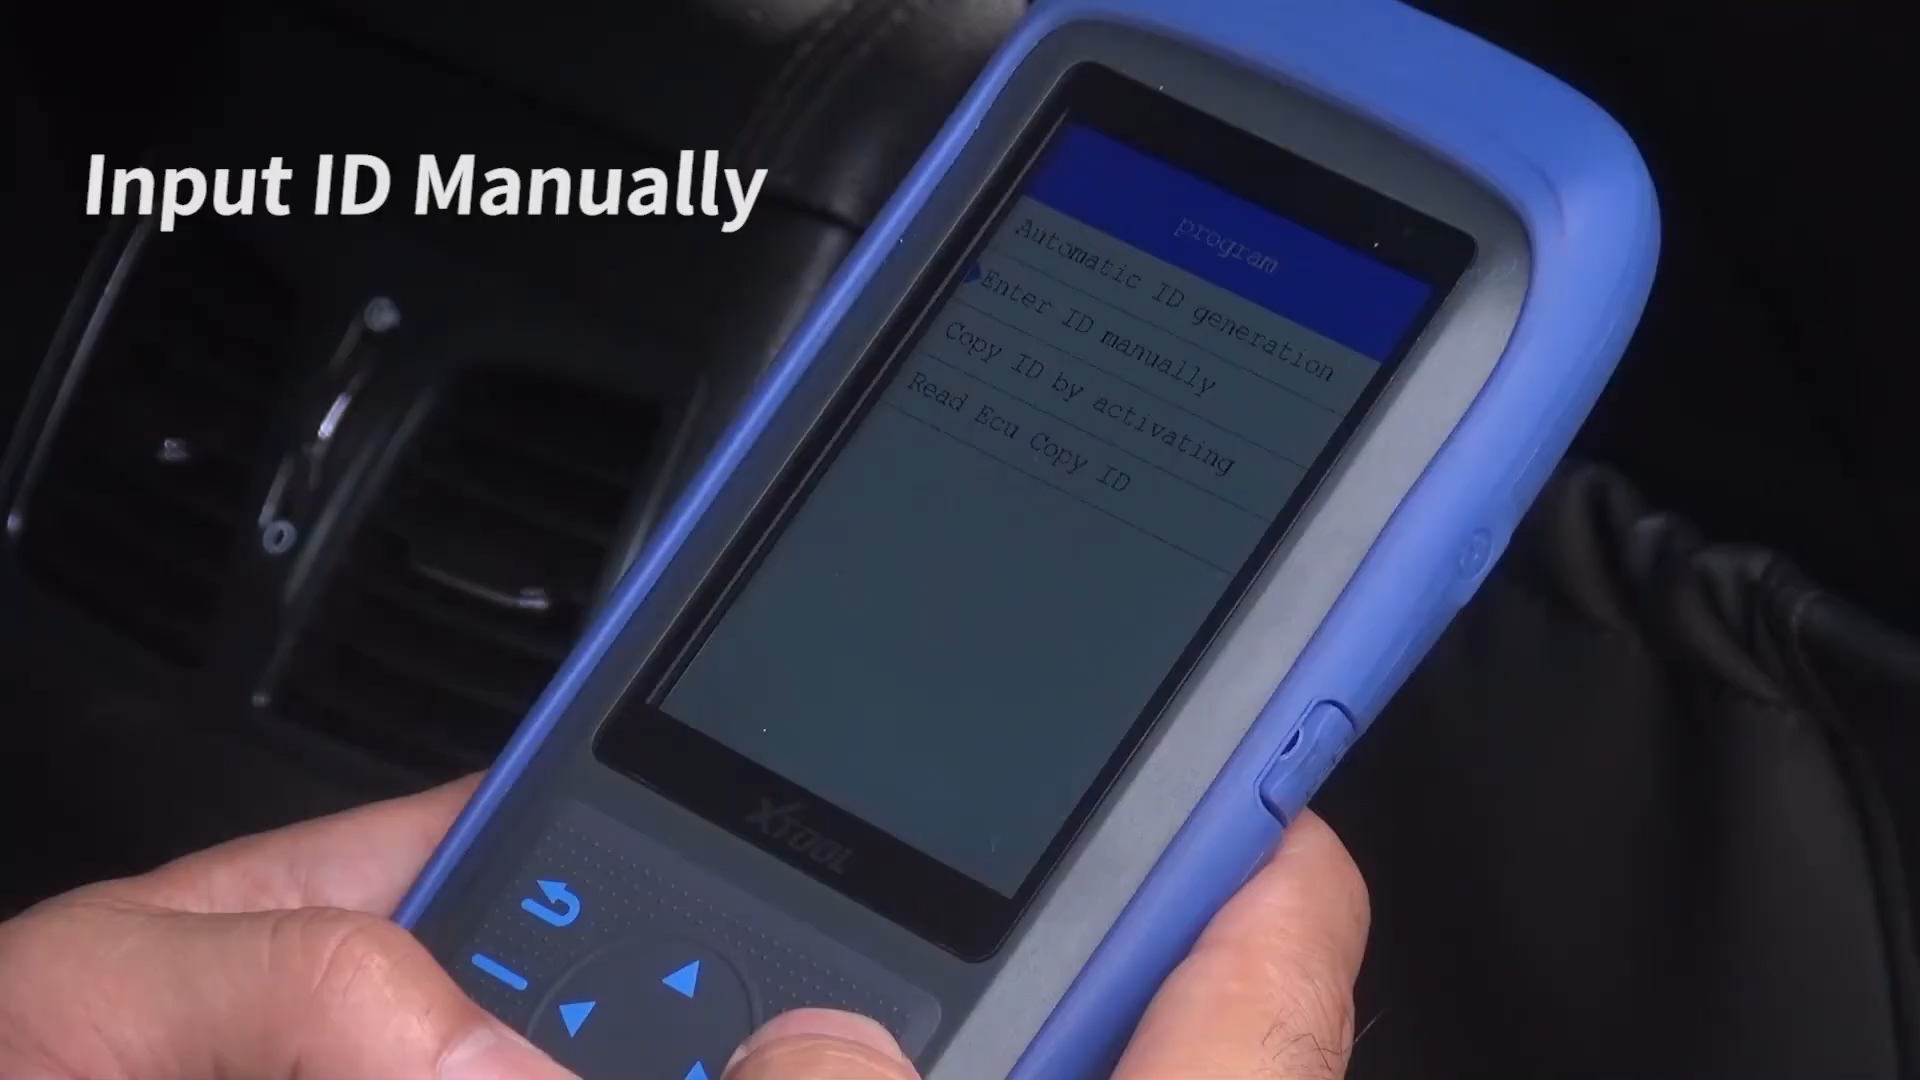 Input ID Manually
program
Automatic ID generation
Enter ID manually
Copy ID by activating
Read Ecu Copy ID
XTOOL